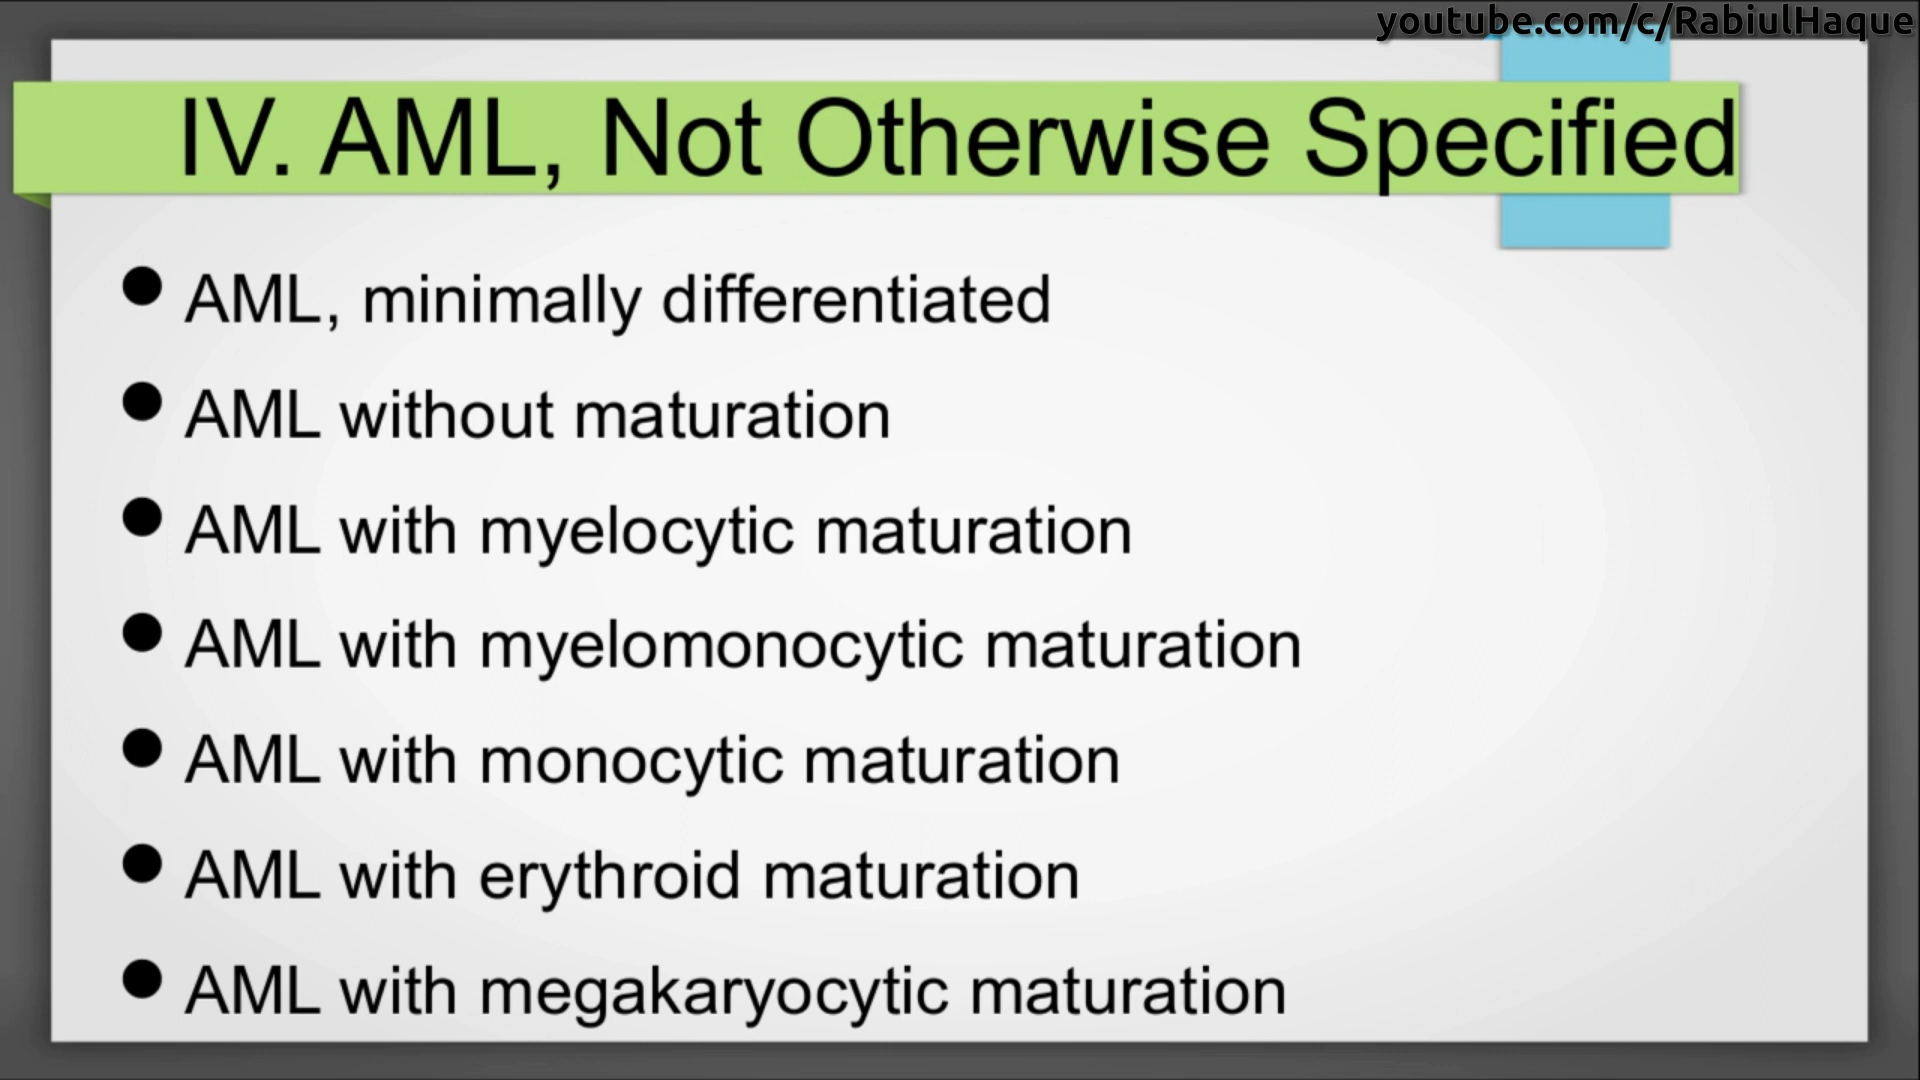 youtube.com/c/RabiulHaque
IV. AML, Not Otherwise Specified
● AML, minimally differentiated
● AML without maturation
● AML with myelocytic maturation
● AML with myelomonocytic maturation
● AML with monocytic maturation
● AML with erythroid maturation
● AML with megakaryocytic maturation